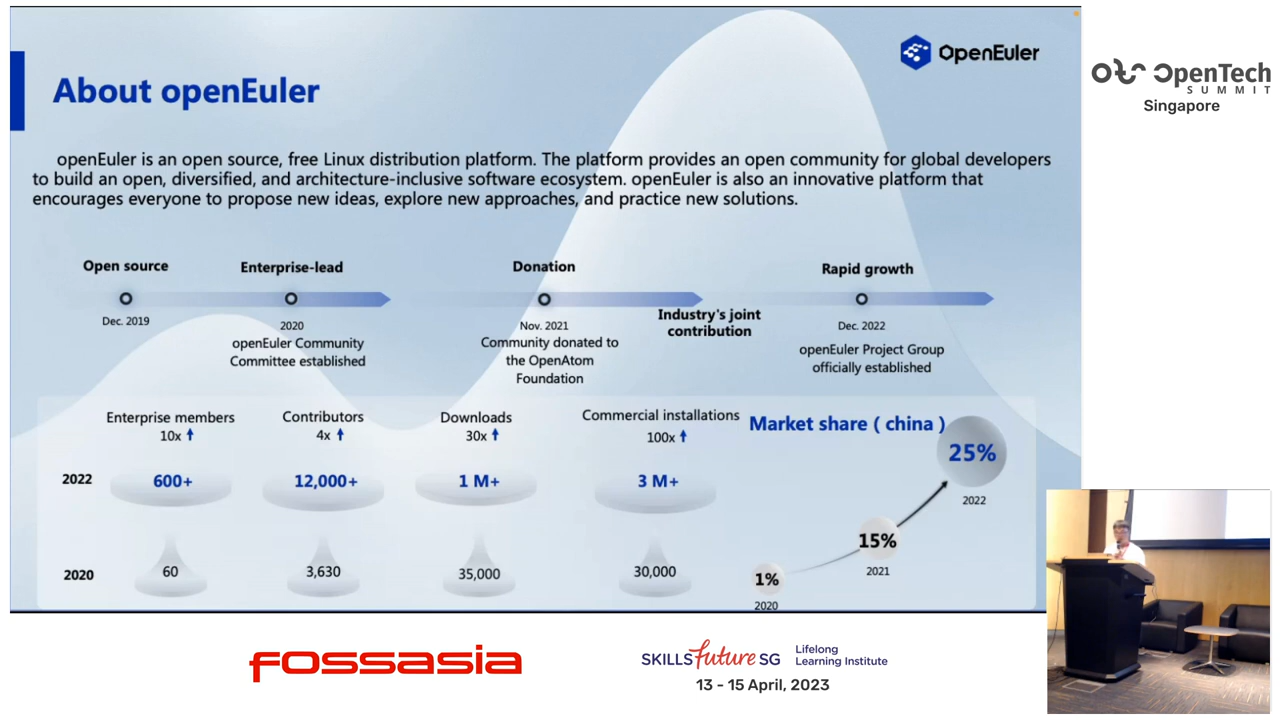 OpenEuler
About openEuler
openEuler is an open source, free Linux distribution platform. The platform provides an open community for global developers
to build an open, diversified, and architecture-inclusive software ecosystem. openEuler is also an innovative platform that
encourages everyone to propose new ideas, explore new approaches, and practice new solutions.
Open source
Dec. 2019
Enterprise-lead
2020
openEuler Community
Committee established
Donation
Nov. 2021
Community donated to
the OpenAtom
Foundation
Industry's joint
contribution
Rapid growth
Dec. 2022
openEuler Project Group
officially established
Enterprise members
10x
Contributors
4x
Downloads
30x
Commercial installations
100x
2022
600+
12,000+
1 M+
3 M+
2020
60
3,630
35,000
30,000
Market share ( china )
25%
2022
15%
2021
1%
2020
OpenTech
SUMMIT
Singapore
fossasia
SKILLSfuture SG
Lifelong
Learning Institute
13 - 15 April, 2023